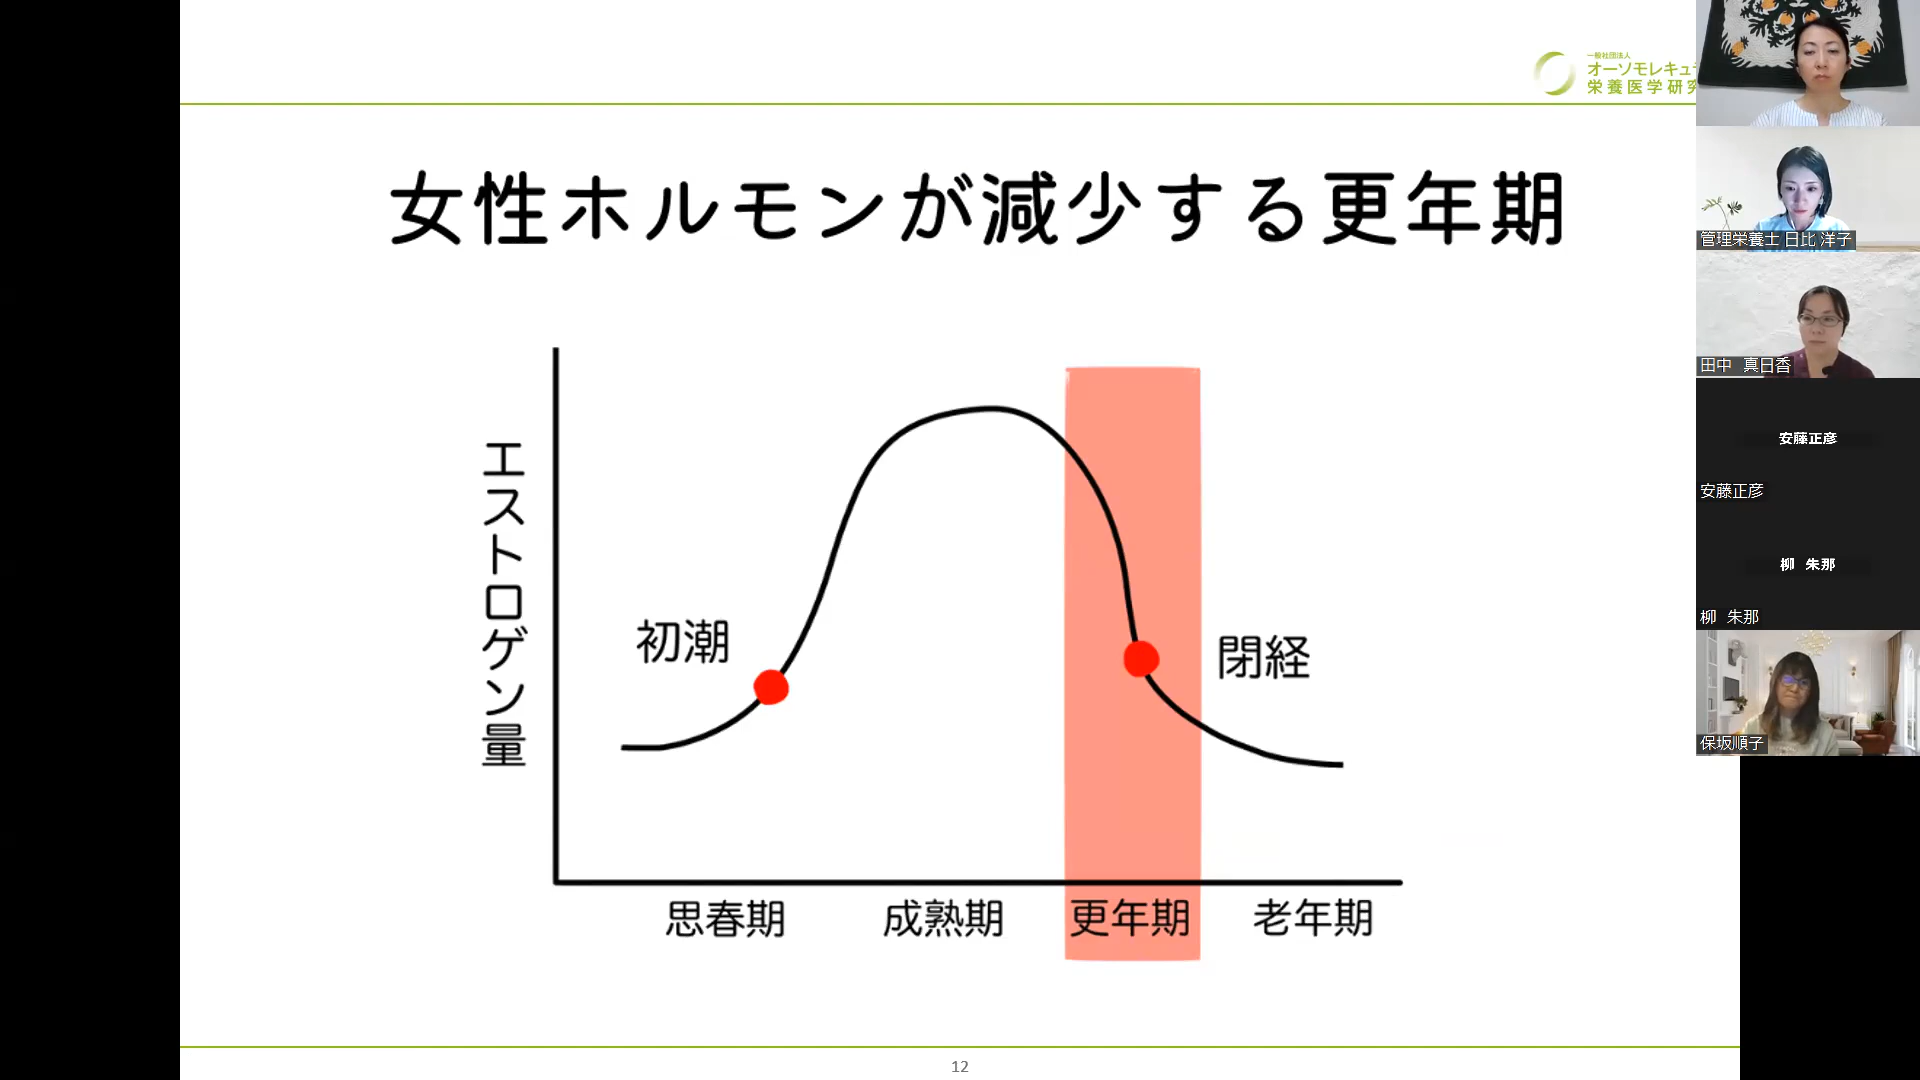 一般社団法人
オーソモレキュ
栄養医学研究
女性ホルモンが減少する更年期
エストロゲン量
初潮
閉経
思春期 成熟期 更年期 老年期
12
管理栄養士 日比 洋子
田中 真日香
安藤正彦
安藤正彦
柳 朱那
柳 朱那
保坂順子